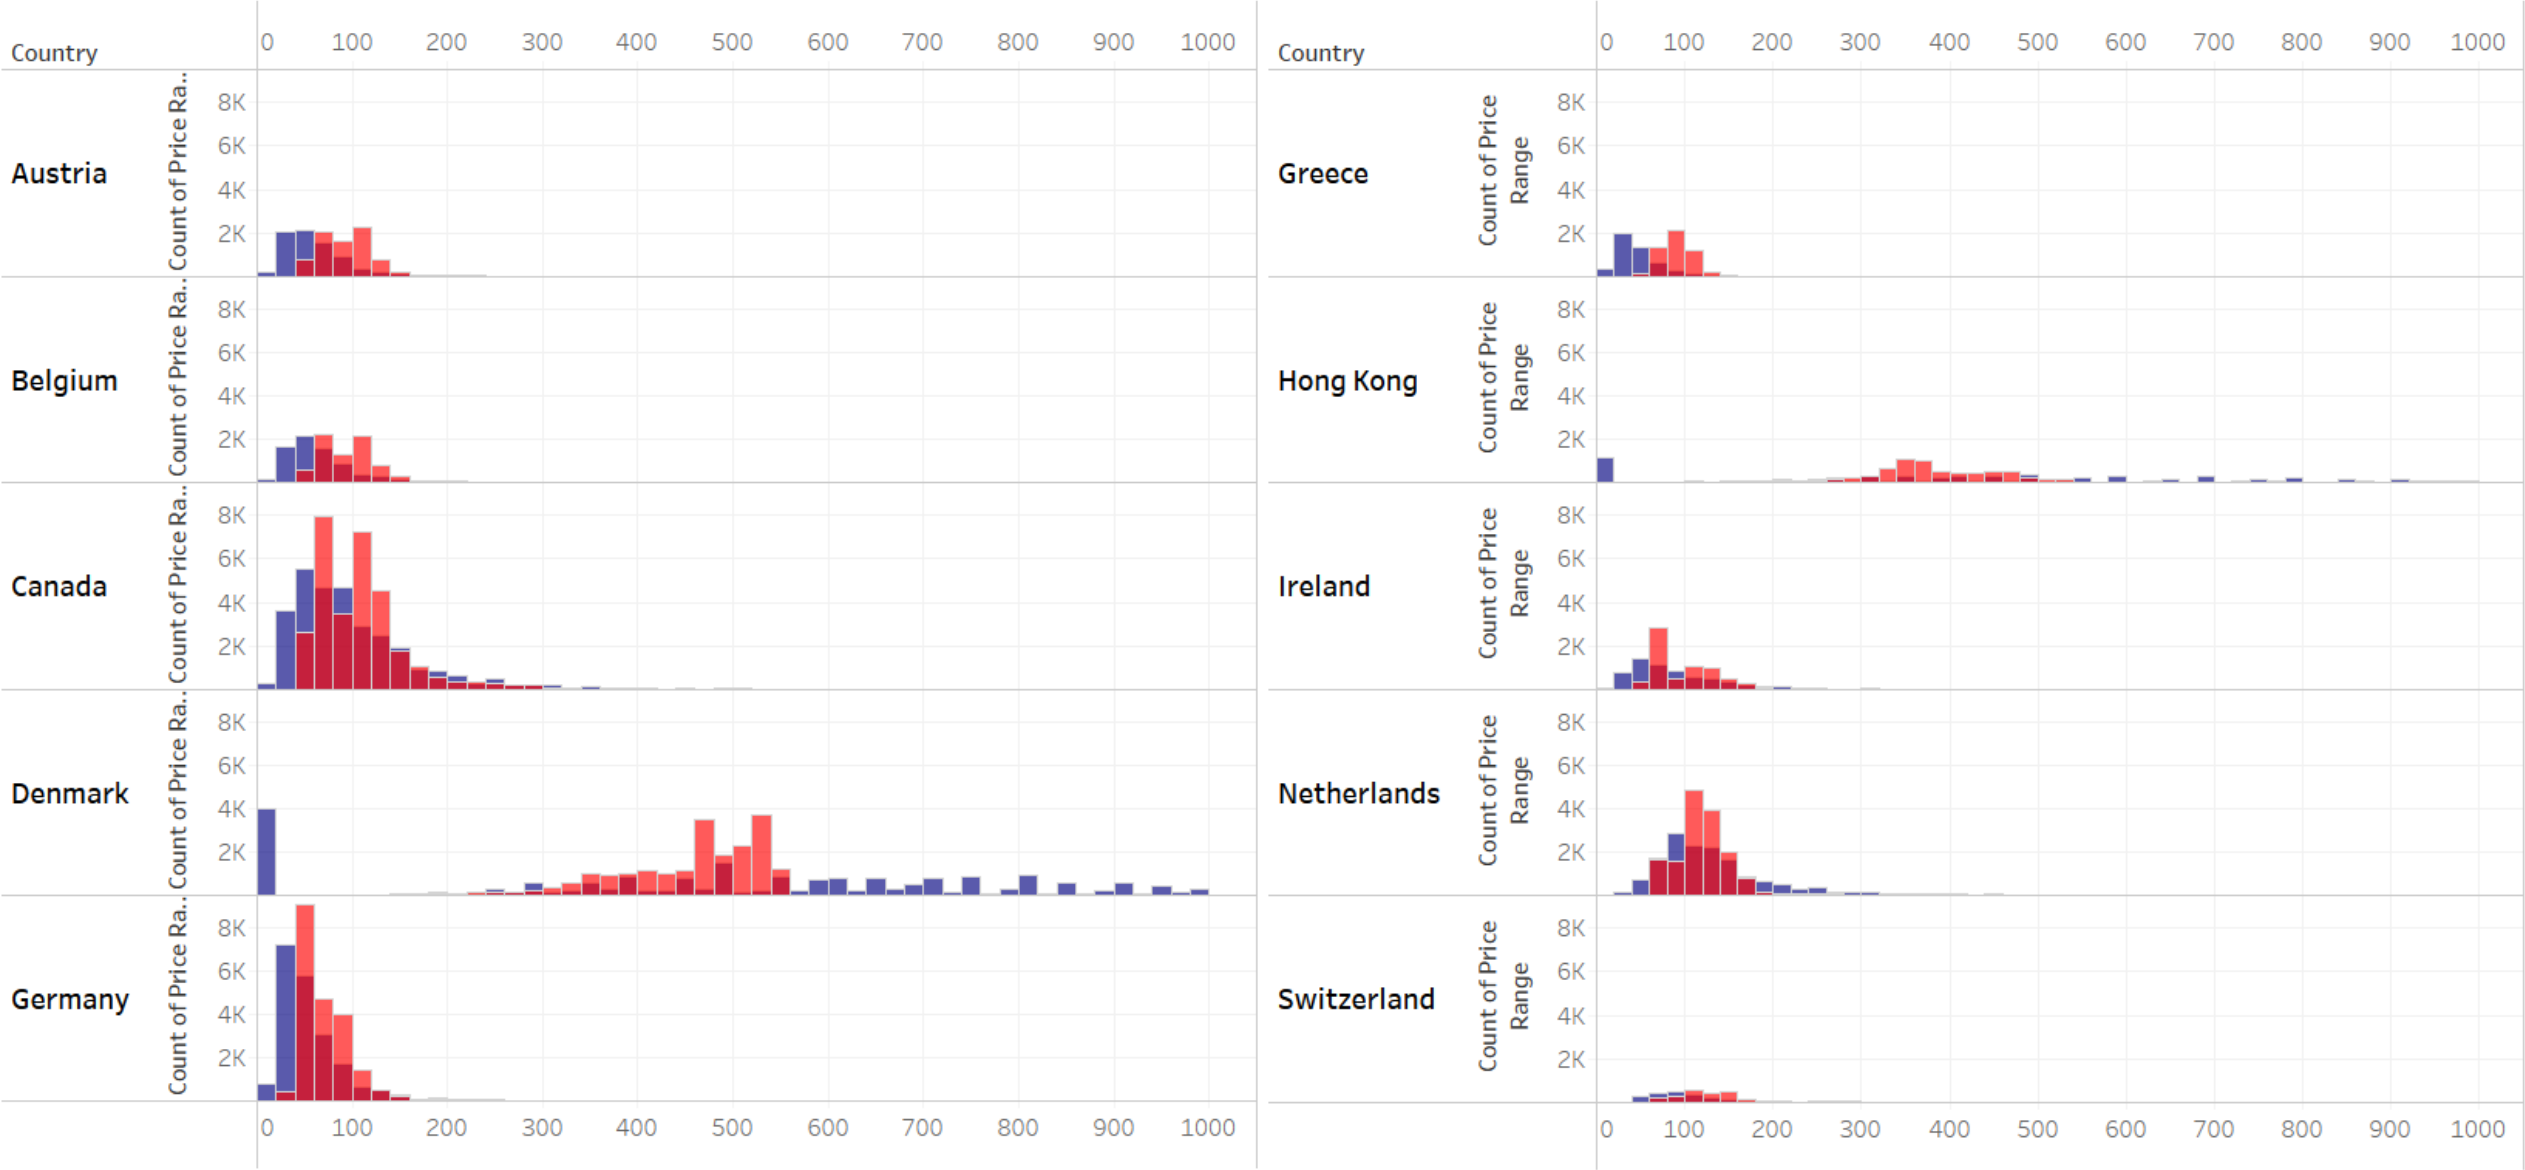 Country
0 100 200 300 400 500 600 700 800 900 1000
Austria
Count of Price Ra..
8K
6K
4K
2K
Belgium
Count of Price Ra..
8K
6K
4K
2K
Canada
Count of Price Ra..
8K
6K
4K
2K
Denmark
Count of Price Ra..
8K
6K
4K
2K
Germany
Count of Price Ra..
8K
6K
4K
2K
0 100 200 300 400 500 600 700 800 900 1000
Country
0 100 200 300 400 500 600 700 800 900 1000
Greece
Count of Price
Range
8K
6K
4K
2K
Hong Kong
Count of Price
Range
8K
6K
4K
2K
Ireland
Count of Price
Range
8K
6K
4K
2K
Netherlands
Count of Price
Range
8K
6K
4K
2K
Switzerland
Count of Price
Range
8K
6K
4K
2K
0 100 200 300 400 500 600 700 800 900 1000